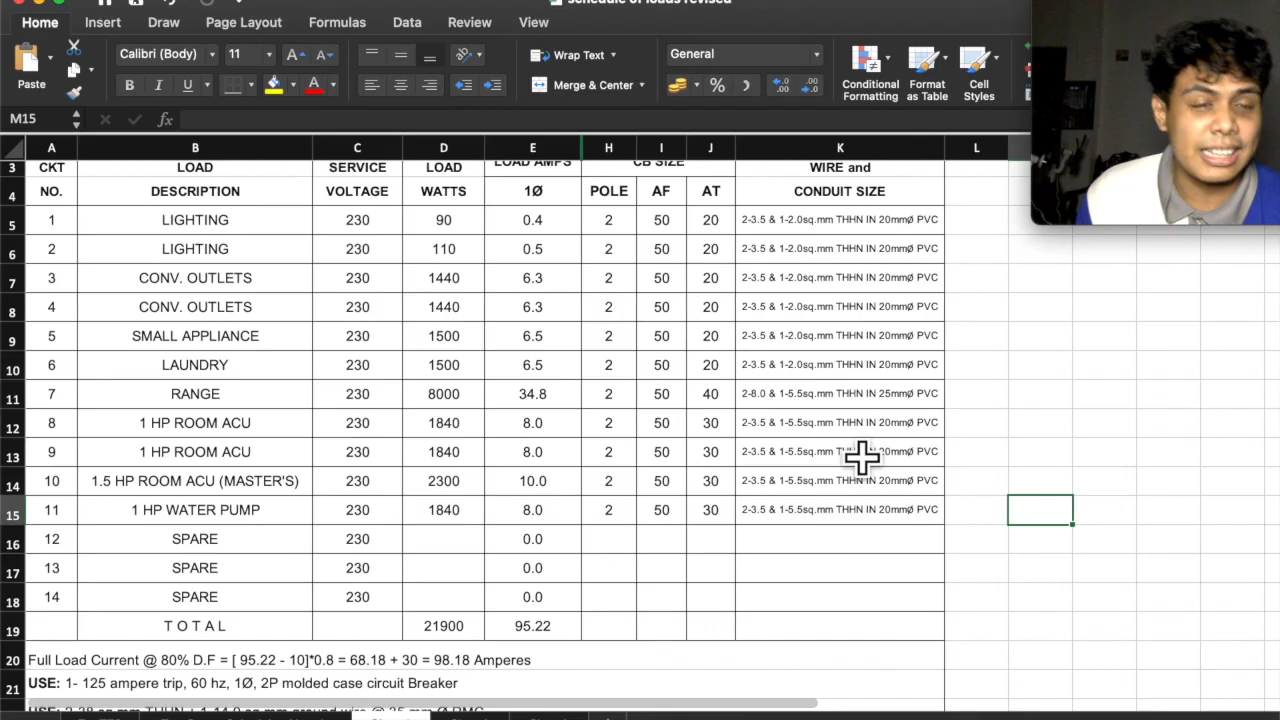 schedule of loads revised
Home Insert Draw Page Layout Formulas Data Review View
Paste Calibri (Body) 11 A A Wrap Text General Conditional Formatting Format as Table Cell Styles
B I U A Merge & Center % .0 .00
M15 fx
A B C D E H I J K L
3 CKT LOAD SERVICE LOAD LOAD AMPS CB SIZE WIRE and
4 NO. DESCRIPTION VOLTAGE WATTS 1Ø POLE AF AT CONDUIT SIZE
5 1 LIGHTING 230 90 0.4 2 50 20 2-3.5 & 1-2.0sq.mm THHN IN 20mmØ PVC
6 2 LIGHTING 230 110 0.5 2 50 20 2-3.5 & 1-2.0sq.mm THHN IN 20mmØ PVC
7 3 CONV. OUTLETS 230 1440 6.3 2 50 20 2-3.5 & 1-2.0sq.mm THHN IN 20mmØ PVC
8 4 CONV. OUTLETS 230 1440 6.3 2 50 20 2-3.5 & 1-2.0sq.mm THHN IN 20mmØ PVC
9 5 SMALL APPLIANCE 230 1500 6.5 2 50 20 2-3.5 & 1-2.0sq.mm THHN IN 20mmØ PVC
10 6 LAUNDRY 230 1500 6.5 2 50 20 2-3.5 & 1-2.0sq.mm THHN IN 20mmØ PVC
11 7 RANGE 230 8000 34.8 2 50 40 2-8.0 & 1-5.5sq.mm THHN IN 25mmØ PVC
12 8 1 HP ROOM ACU 230 1840 8.0 2 50 30 2-3.5 & 1-5.5sq.mm THHN IN 20mmØ PVC
13 9 1 HP ROOM ACU 230 1840 8.0 2 50 30 2-3.5 & 1-5.5sq.mm THHN IN 20mmØ PVC
14 10 1.5 HP ROOM ACU (MASTER'S) 230 2300 10.0 2 50 30 2-3.5 & 1-5.5sq.mm THHN IN 20mmØ PVC
15 11 1 HP WATER PUMP 230 1840 8.0 2 50 30 2-3.5 & 1-5.5sq.mm THHN IN 20mmØ PVC
16 12 SPARE 230 0.0
17 13 SPARE 230 0.0
18 14 SPARE 230 0.0
19 T O T A L 21900 95.22
20 Full Load Current @ 80% D.F = [ 95.22 - 10]*0.8 = 68.18 + 30 = 98.18 Amperes
21 USE: 1- 125 ampere trip, 60 hz, 1Ø, 2P molded case circuit Breaker